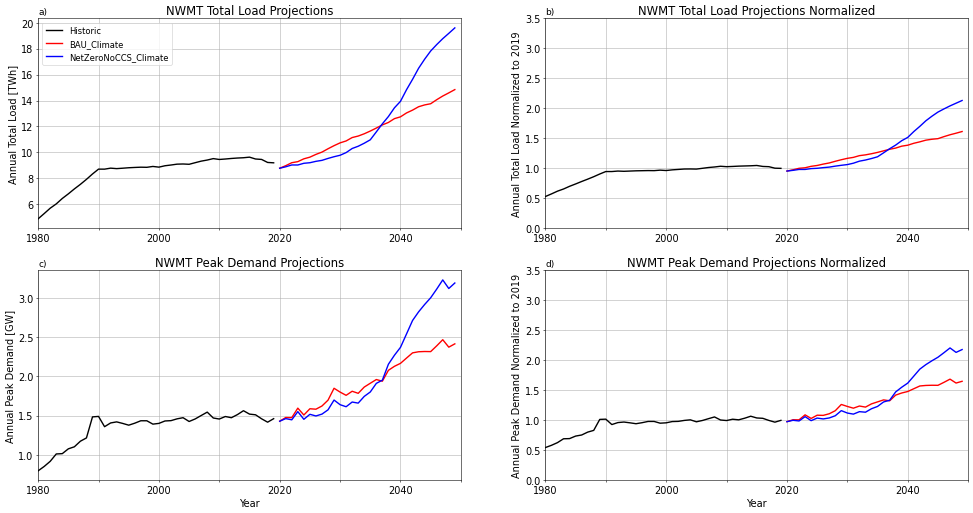 a)
NWMT Total Load Projections
Annual Total Load [TWh]
20
18
16
14
12
10
8
6
Historic
BAU_Climate
NetZeroNoCCS_Climate
1980
2000
2020
2040
b)
NWMT Total Load Projections Normalized
Annual Total Load Normalized to 2019
3.5
3.0
2.5
2.0
1.5
1.0
0.5
0.0
1980
2000
2020
2040
c)
NWMT Peak Demand Projections
Annual Peak Demand [GW]
3.0
2.5
2.0
1.5
1.0
1980
2000
2020
2040
Year
d)
NWMT Peak Demand Projections Normalized
Annual Peak Demand Normalized to 2019
3.5
3.0
2.5
2.0
1.5
1.0
0.5
0.0
1980
2000
2020
2040
Year